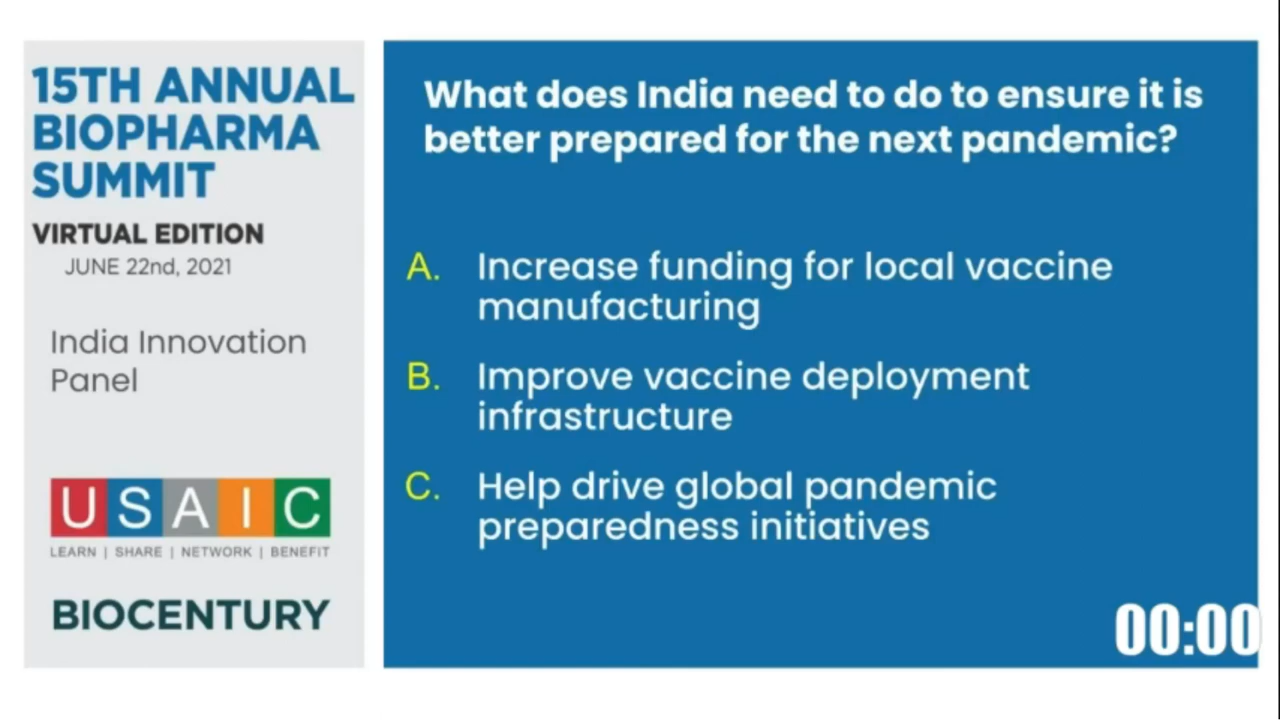 15TH ANNUAL
BIOPHARMA
SUMMIT
VIRTUAL EDITION
JUNE 22nd, 2021
India Innovation
Panel
USAIC
LEARN | SHARE | NETWORK | BENEFIT
BIOCENTURY
What does India need to do to ensure it is
better prepared for the next pandemic?
A. Increase funding for local vaccine
manufacturing
B. Improve vaccine deployment
infrastructure
C. Help drive global pandemic
preparedness initiatives
00:00